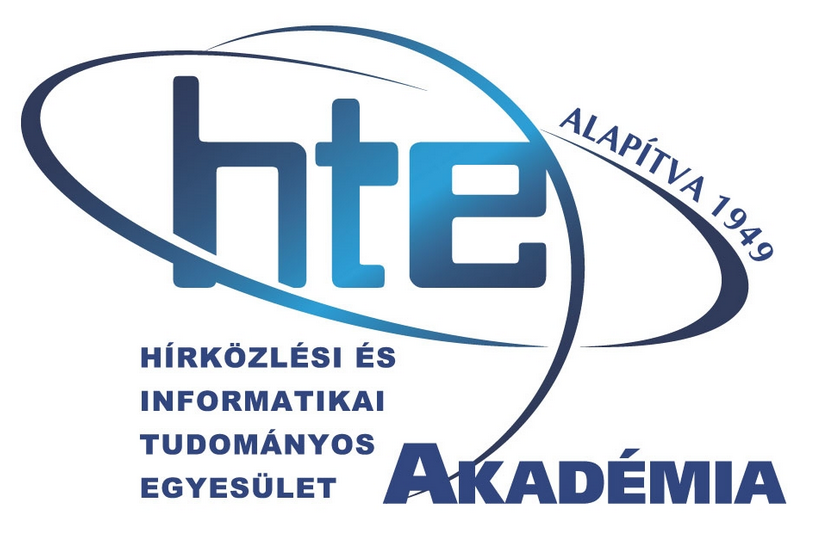 hte
ALAPÍTVA 1949
HÍRKÖZLÉSI ÉS
INFORMATIKAI
TUDOMÁNYOS
EGYESÜLET
AKADÉMIA